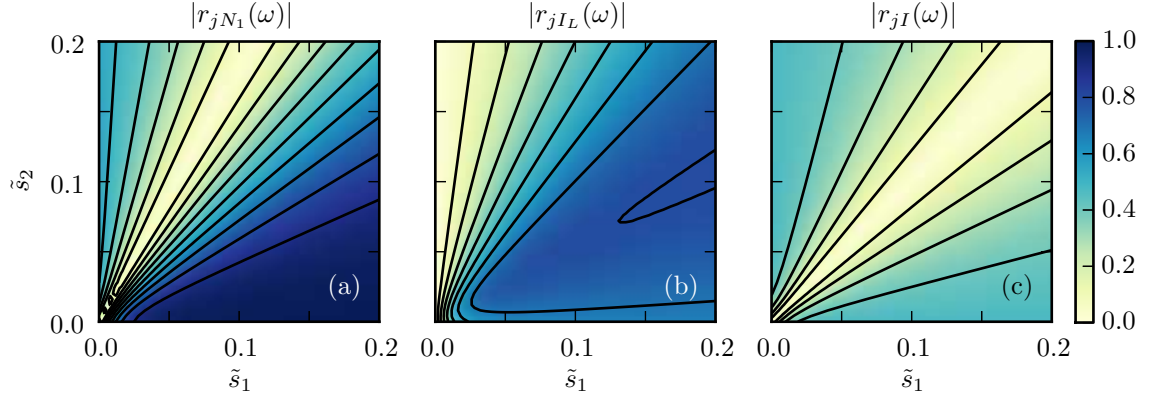 |r_{jN_1}(ω)| |r_{jI_L}(ω)| |r_{jI}(ω)|
0.2 1.0
0.8
0.6
s̃_2 0.1
0.4
(a) (b) (c) 0.2
0.0 0.0
0.0 0.1 0.2 0.0 0.1 0.2 0.0 0.1 0.2
s̃_1 s̃_1 s̃_1